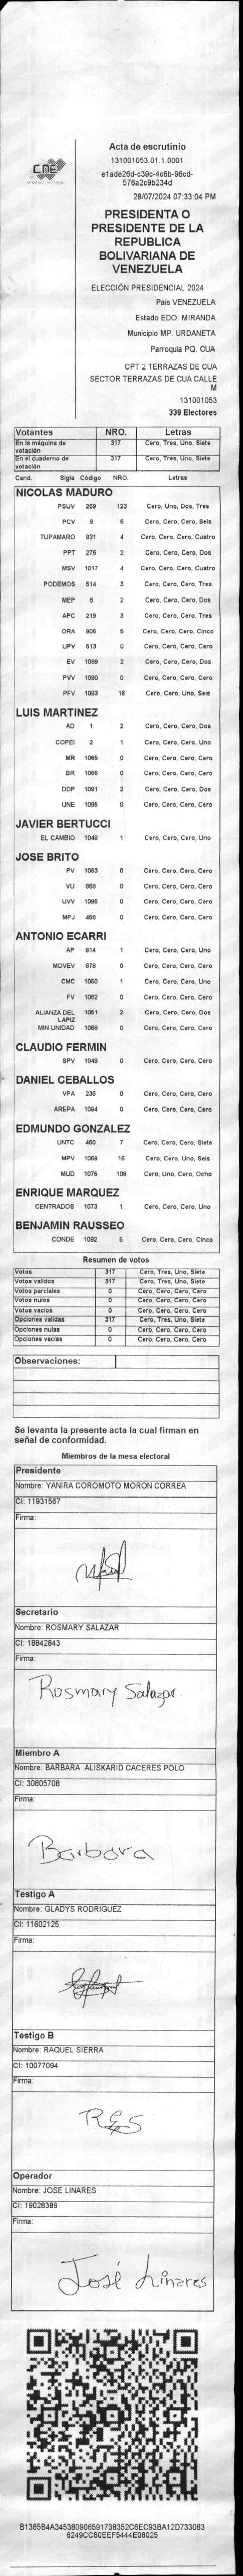 CNE
Acta de escrutinio
131001053.01.1.0001
e1ade26d-c39c-4c6b-96cd-
576a2c9b234d
28/07/2024 07:33:04 PM
PRESIDENTA O
PRESIDENTE DE LA
REPUBLICA
BOLIVARIANA DE
VENEZUELA
ELECCIÓN PRESIDENCIAL 2024
Pais VENEZUELA
Estado EDO. MIRANDA
Municipio MP. URDANETA
Parroquia PQ. CUA
CPT 2 TERRAZAS DE CUA
SECTOR TERRAZAS DE CUA CALLE
M
131001053
339 Electores
Votantes NRO. Letras
En la máquina de votación 317 Cero, Tres, Uno, Siete
En el cuaderno de votación 317 Cero, Tres, Uno, Siete
Cand. Sigla Código NRO. Letras
NICOLAS MADURO
PSUV 269 123 Cero, Uno, Dos, Tres
PCV 9 6 Cero, Cero, Cero, Seis
TUPAMARO 931 4 Cero, Cero, Cero, Cuatro
PPT 276 2 Cero, Cero, Cero, Dos
MSV 1017 4 Cero, Cero, Cero, Cuatro
PODEMOS 514 3 Cero, Cero, Cero, Tres
MEP 6 2 Cero, Cero, Cero, Dos
APC 219 3 Cero, Cero, Cero, Tres
ORA 906 5 Cero, Cero, Cero, Cinco
UPV 513 0 Cero, Cero, Cero, Cero
EV 1089 2 Cero, Cero, Cero, Dos
PVV 1090 0 Cero, Cero, Cero, Cero
PFV 1093 16 Cero, Cero, Uno, Seis
LUIS MARTINEZ
AD 1 2 Cero, Cero, Cero, Dos
COPEI 2 1 Cero, Cero, Cero, Uno
MR 1065 0 Cero, Cero, Cero, Cero
BR 1066 0 Cero, Cero, Cero, Cero
DDP 1091 2 Cero, Cero, Cero, Dos
UNE 1095 0 Cero, Cero, Cero, Cero
JAVIER BERTUCCI
EL CAMBIO 1048 1 Cero, Cero, Cero, Uno
JOSE BRITO
PV 1053 0 Cero, Cero, Cero, Cero
VU 868 0 Cero, Cero, Cero, Cero
UVV 1096 0 Cero, Cero, Cero, Cero
MPJ 458 0 Cero, Cero, Cero, Cero
ANTONIO ECARRI
AP 914 1 Cero, Cero, Cero, Uno
MOVEV 979 0 Cero, Cero, Cero, Cero
CMC 1050 1 Cero, Cero, Cero, Uno
FV 1062 0 Cero, Cero, Cero, Cero
ALIANZA DEL LAPIZ 1051 2 Cero, Cero, Cero, Dos
MIN UNIDAD 1068 0 Cero, Cero, Cero, Cero
CLAUDIO FERMIN
SPV 1049 0 Cero, Cero, Cero, Cero
DANIEL CEBALLOS
VPA 236 0 Cero, Cero, Cero, Cero
AREPA 1094 0 Cero, Cero, Cero, Cero
EDMUNDO GONZALEZ
UNTC 460 7 Cero, Cero, Cero, Siete
MPV 1069 16 Cero, Cero, Uno, Seis
MUD 1075 108 Cero, Uno, Cero, Ocho
ENRIQUE MARQUEZ
CENTRADOS 1073 1 Cero, Cero, Cero, Uno
BENJAMIN RAUSSEO
CONDE 1092 5 Cero, Cero, Cero, Cinco
Resumen de votos
Votos 317 Cero, Tres, Uno, Siete
Votos validos 317 Cero, Tres, Uno, Siete
Votos parciales 0 Cero, Cero, Cero, Cero
Votos nulos 0 Cero, Cero, Cero, Cero
Votos vacios 0 Cero, Cero, Cero, Cero
Opciones validas 317 Cero, Tres, Uno, Siete
Opciones nulas 0 Cero, Cero, Cero, Cero
Opciones vacias 0 Cero, Cero, Cero, Cero
Observaciones:
Se levanta la presente acta la cual firman en
señal de conformidad.
Miembros de la mesa electoral
Presidente
Nombre: YANIRA COROMOTO MORON CORREA
CI: 11931567
Firma:
Secretario
Nombre: ROSMARY SALAZAR
CI: 18842843
Firma:
Rosmary Salazar
Miembro A
Nombre: BARBARA ALISKARID CACERES POLO
CI: 30805708
Firma:
Barbara
Testigo A
Nombre: GLADYS RODRIGUEZ
CI: 11602125
Firma:
Testigo B
Nombre: RAQUEL SIERRA
CI: 10077094
Firma:
RES
Operador
Nombre: JOSE LINARES
CI: 19028389
Firma:
José Linares
B1365B4A345380906591738352C6EC93BA12D733083
6249CC80EEF5444E08025